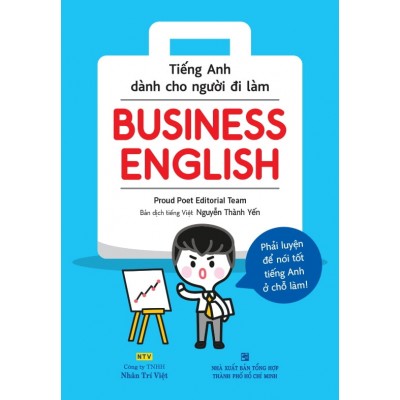 Tiếng Anh
dành cho người đi làm
BUSINESS
ENGLISH
Proud Poet Editorial Team
Bản dịch tiếng Việt Nguyễn Thành Yến
Phải luyện
để nói tốt
tiếng Anh
ở chỗ làm!
NTV
Công ty TNHH
Nhân Trí Việt
NHÀ XUẤT BẢN TỔNG HỢP
THÀNH PHỐ HỒ CHÍ MINH